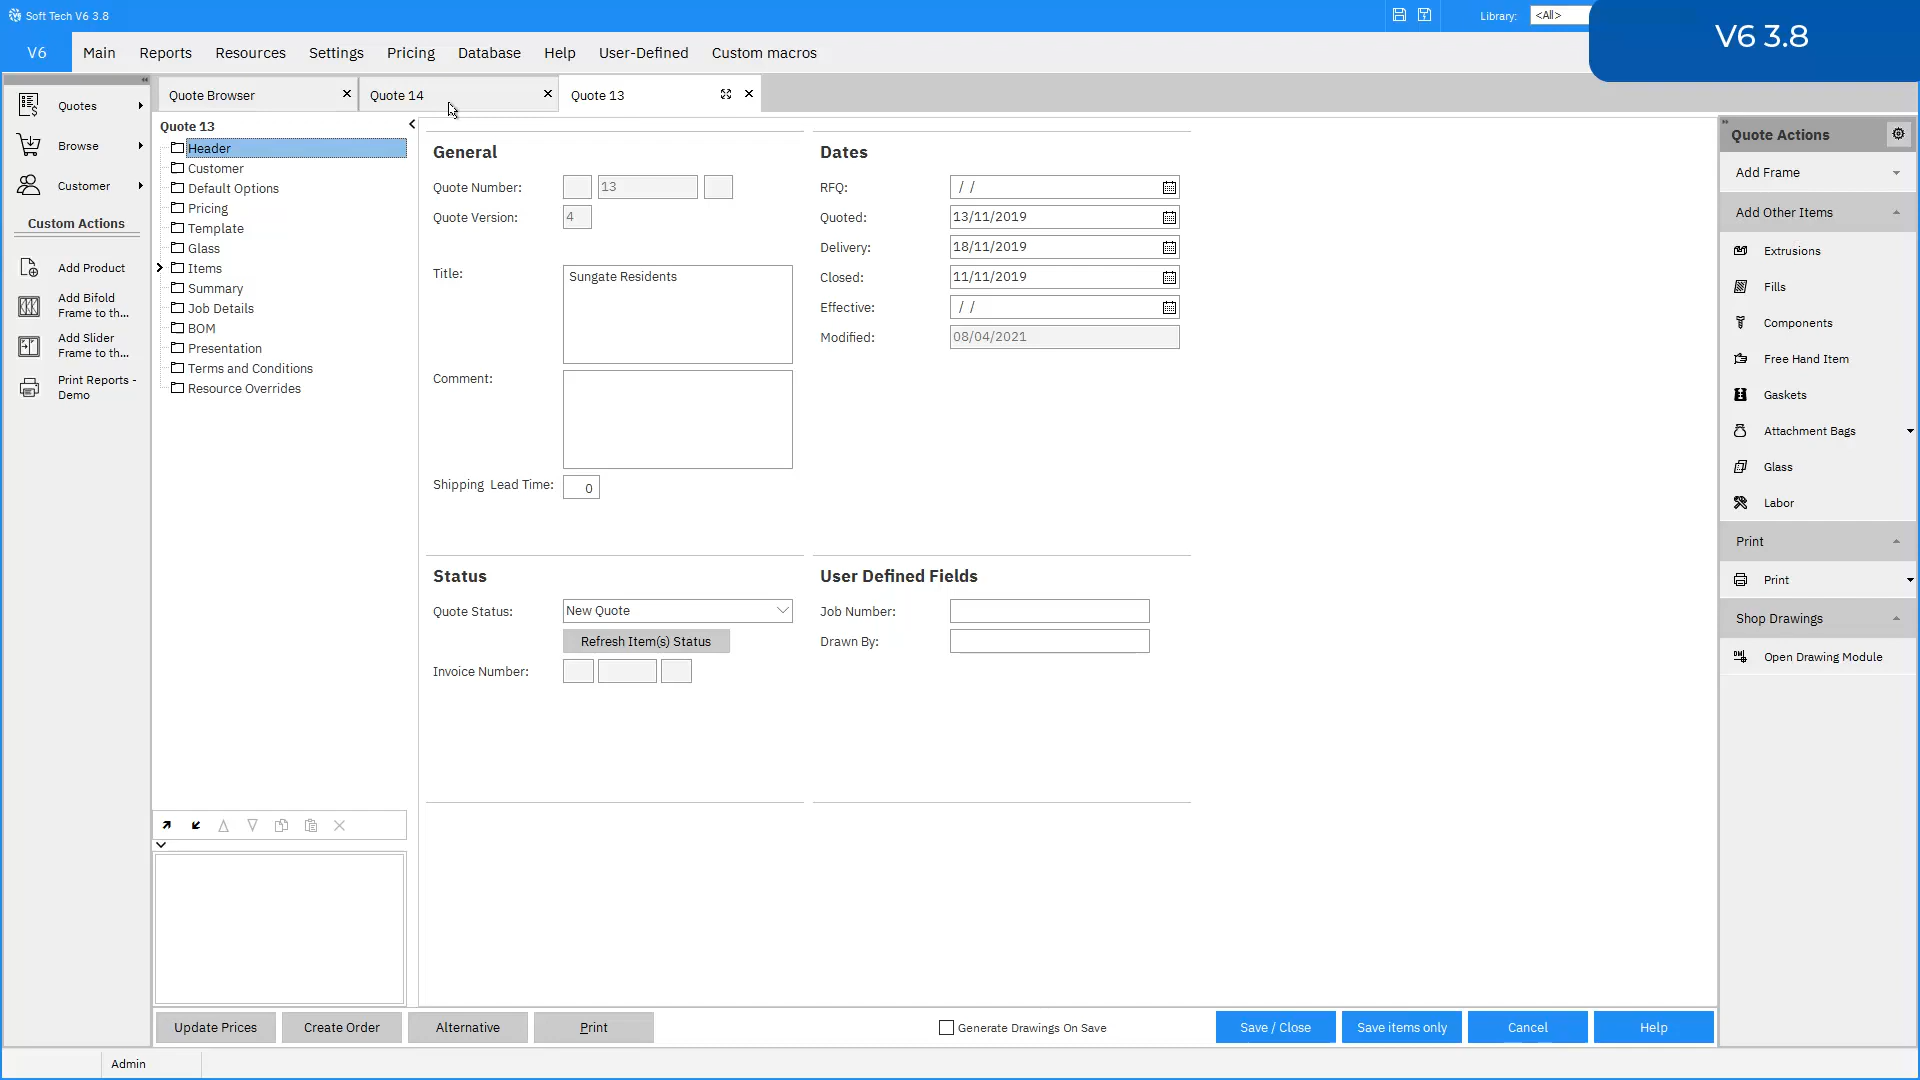 Soft Tech V6 3.8
Library: <All>
V6 3.8
V6 Main Reports Resources Settings Pricing Database Help User-Defined Custom macros
Quote Browser
Quote 14
Quote 13
Quotes
Browse
Customer
Custom Actions
Add Product
Add Bifold
Frame to th...
Add Slider
Frame to th...
Print Reports -
Demo
Quote 13
Header
Customer
Default Options
Pricing
Template
Glass
Items
Summary
Job Details
BOM
Presentation
Terms and Conditions
Resource Overrides
General
Quote Number: 13
Quote Version: 4
Title: Sungate Residents
Comment:
Shipping Lead Time: 0
Dates
RFQ: / /
Quoted: 13/11/2019
Delivery: 18/11/2019
Closed: 11/11/2019
Effective: / /
Modified: 08/04/2021
Status
Quote Status: New Quote
Refresh Item(s) Status
Invoice Number:
User Defined Fields
Job Number:
Drawn By:
Quote Actions
Add Frame
Add Other Items
Extrusions
Fills
Components
Free Hand Item
Gaskets
Attachment Bags
Glass
Labor
Print
Print
Shop Drawings
Open Drawing Module
Update Prices Create Order Alternative Print Generate Drawings On Save Save / Close Save items only Cancel Help
Admin